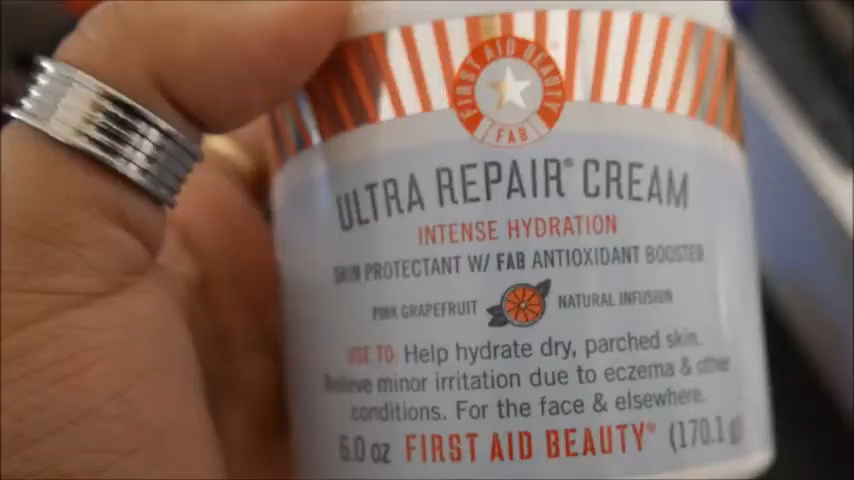 FIRST AID BEAUTY
FAB
ULTRA REPAIR® CREAM
INTENSE HYDRATION
SKIN PROTECTANT W/ FAB ANTIOXIDANT BOOSTER
PINK GRAPEFRUIT NATURAL INFUSION
USE TO: Help hydrate dry, parched skin.
Relieve minor irritation due to eczema & other
conditions. For the face & elsewhere.
6.0 oz FIRST AID BEAUTY® (170.1 g)